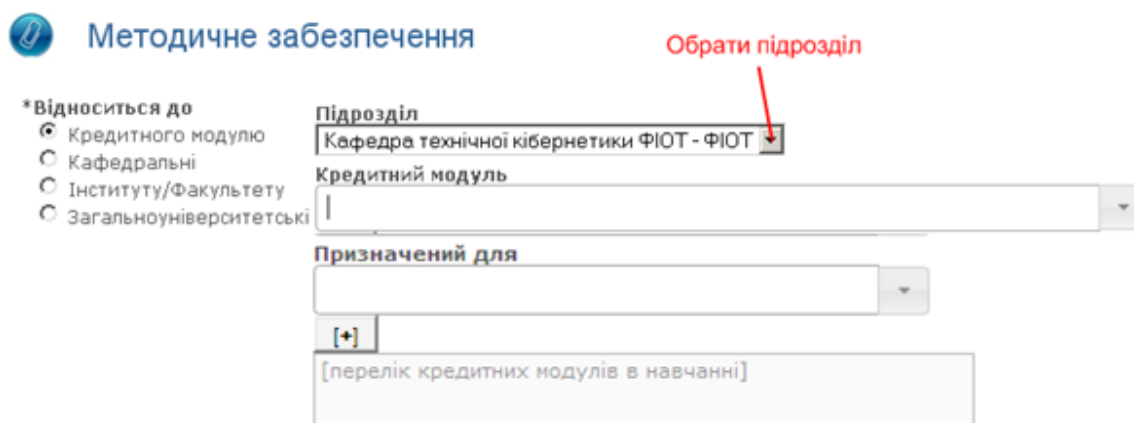 Методичне забезпечення
Обрати підрозділ
*Відноситься до
Кредитного модулю
Кафедральні
Інституту/Факультету
Загальноуніверситетські
Підрозділ
Кафедра технічної кібернетики ФІОТ - ФІОТ
Кредитний модуль
Призначений для
[+]
[перелік кредитних модулів в навчанні]